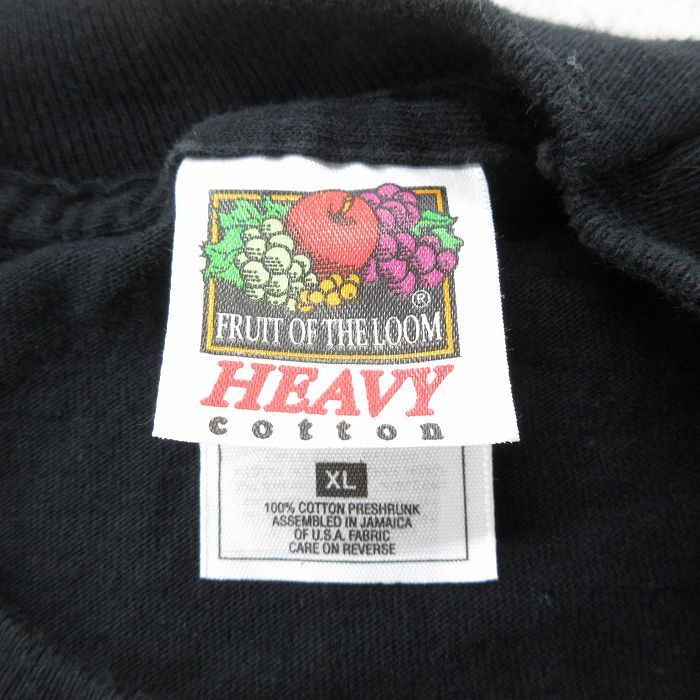 ®
FRUIT OF THE LOOM
HEAVY
cotton
XL
100% COTTON PRESHRUNK
ASSEMBLED IN JAMAICA
OF U.S.A. FABRIC
CARE ON REVERSE